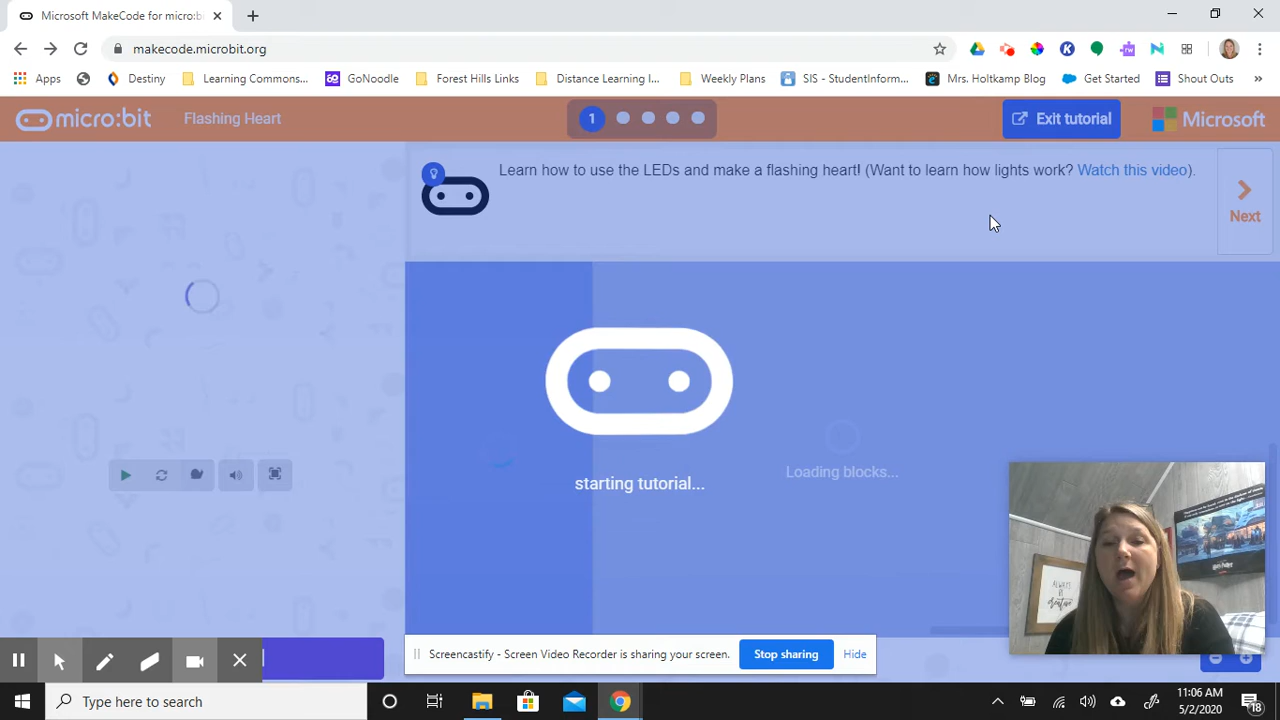 Microsoft MakeCode for micro:b
makecode.microbit.org
Apps
Destiny
Learning Commons...
GoNoodle
Forest Hills Links
Distance Learning I...
Weekly Plans
SIS - StudentInform...
Mrs. Holtkamp Blog
Get Started
Shout Outs
micro:bit
Flashing Heart
1
Exit tutorial
Microsoft
Learn how to use the LEDs and make a flashing heart! (Want to learn how lights work? Watch this video).
Next
starting tutorial...
Loading blocks...
ALWAYS
be
creative
Screencastify - Screen Video Recorder is sharing your screen.
Stop sharing
Hide
Type here to search
11:06 AM
5/2/2020
18